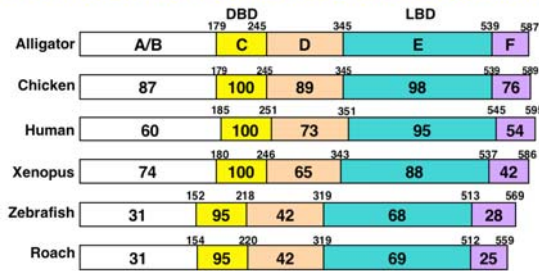 DBD LBD
179 245 345 539 587
Alligator A/B C D E F
179 245 345 539 589
Chicken 87 100 89 98 76
185 251 351 545 595
Human 60 100 73 95 54
180 246 343 537 586
Xenopus 74 100 65 88 42
152 218 319 513 569
Zebrafish 31 95 42 68 28
154 220 319 512 559
Roach 31 95 42 69 25